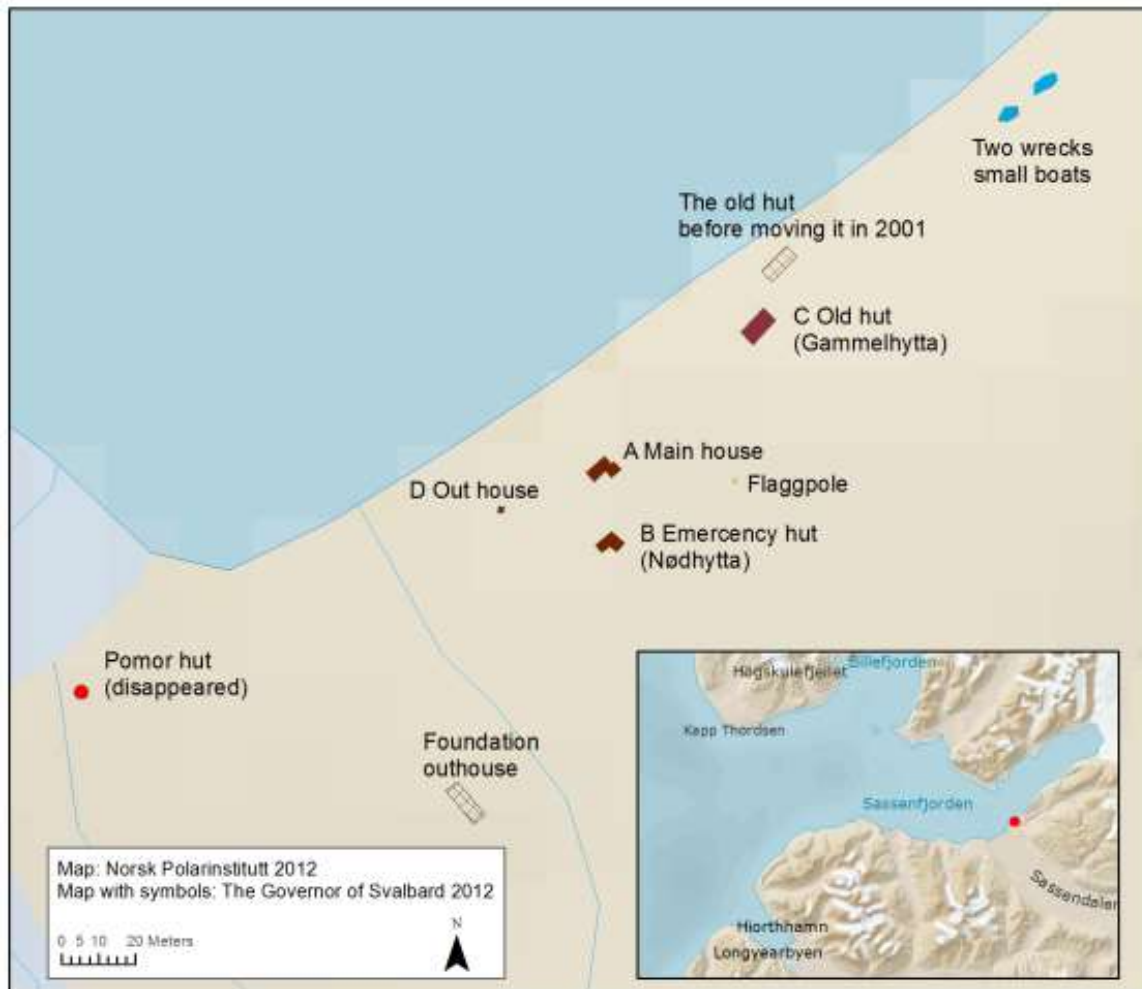 Two wrecks
small boats
The old hut
before moving it in 2001
C Old hut
(Gammelhytta)
A Main house
Flaggpole
D Out house
B Emercency hut
(Nødhytta)
Pomor hut
(disappeared)
Foundation
outhouse
Map: Norsk Polarinstitutt 2012
Map with symbols: The Governor of Svalbard 2012
0 5 10 20 Meters
N
Billefjorden
Høgskulefjellet
Kapp Thordsen
Sassenfjorden
Sassendalen
Hiorthhamn
Longyearbyen